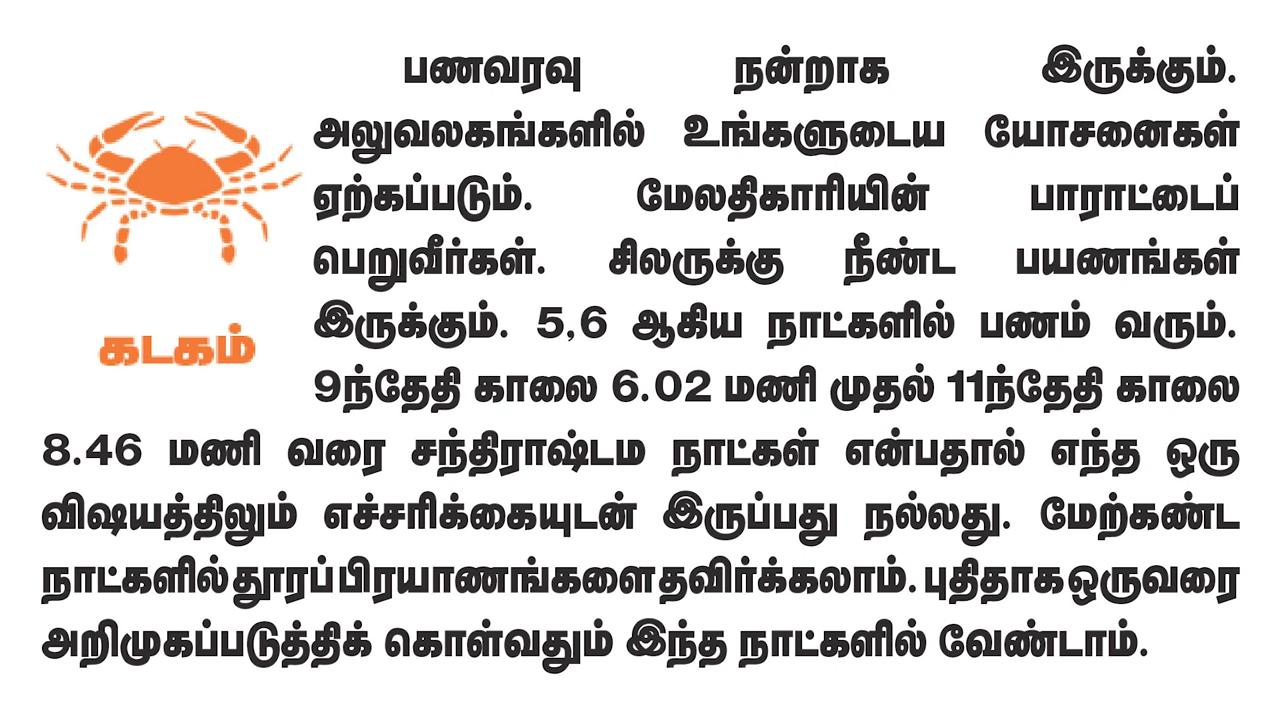 பணவரவு நன்றாக இருக்கும்.
அலுவலகங்களில் உங்களுடைய யோசனைகள்
ஏற்கப்படும். மேலதிகாரியின் பாராட்டைப்
பெறுவீர்கள். சிலருக்கு நீண்ட பயணங்கள்
இருக்கும். 5,6 ஆகிய நாட்களில் பணம் வரும்.
கடகம்
9ந்தேதி காலை 6.02 மணி முதல் 11ந்தேதி காலை
8.46 மணி வரை சந்திராஷ்டம நாட்கள் என்பதால் எந்த ஒரு
விஷயத்திலும் எச்சரிக்கையுடன் இருப்பது நல்லது. மேற்கண்ட
நாட்களில் தூரப் பிரயாணங்களை தவிர்க்கலாம். புதிதாக ஒருவரை
அறிமுகப்படுத்திக் கொள்வதும் இந்த நாட்களில் வேண்டாம்.